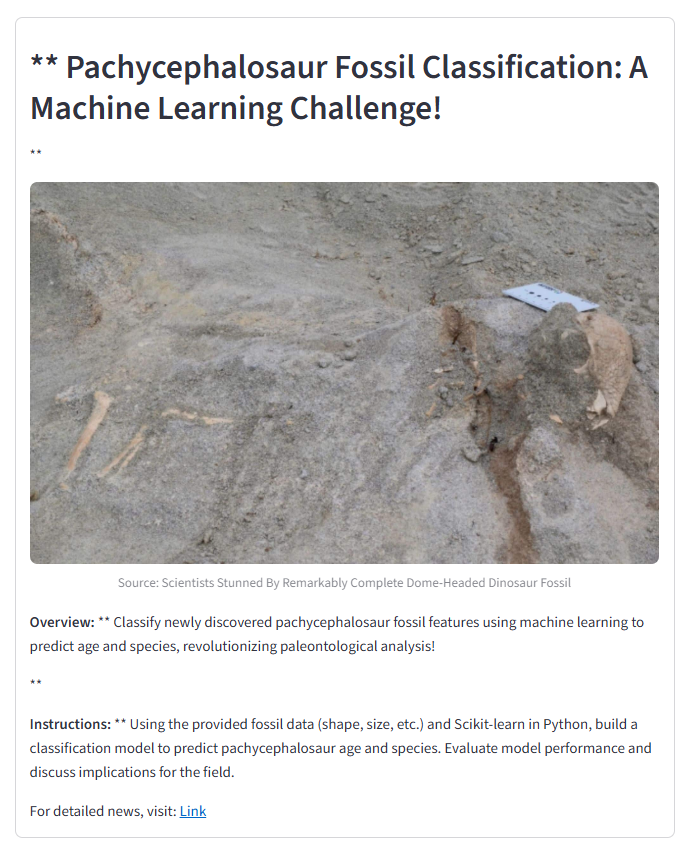 ** Pachycephalosaur Fossil Classification: A
Machine Learning Challenge!
**
Source: Scientists Stunned By Remarkably Complete Dome-Headed Dinosaur Fossil
Overview: ** Classify newly discovered pachycephalosaur fossil features using machine learning to
predict age and species, revolutionizing paleontological analysis!
**
Instructions: ** Using the provided fossil data (shape, size, etc.) and Scikit-learn in Python, build a
classification model to predict pachycephalosaur age and species. Evaluate model performance and
discuss implications for the field.
For detailed news, visit: Link